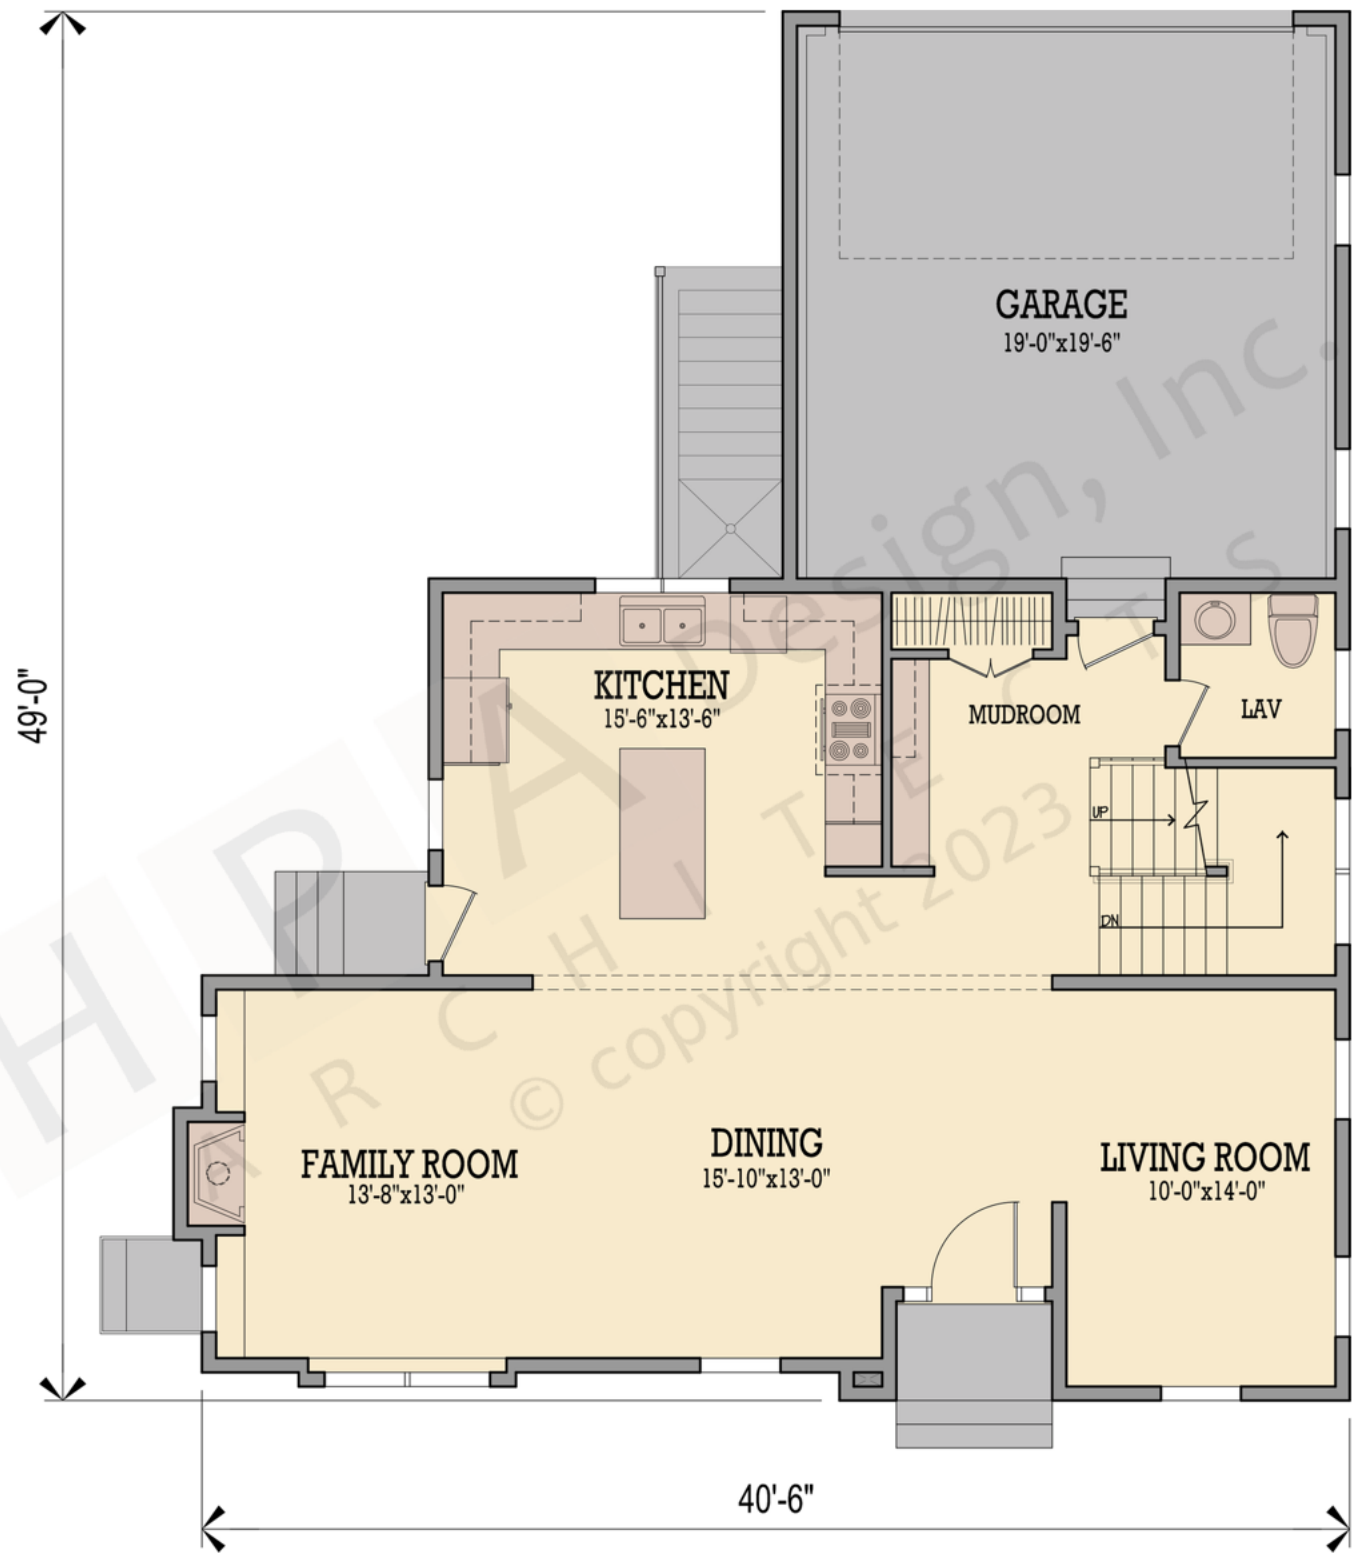 GARAGE
19'-0"x19'-6"
KITCHEN
15'-6"x13'-6"
MUDROOM
LAV
UP
DN
49'-0"
FAMILY ROOM
13'-8"x13'-0"
DINING
15'-10"x13'-0"
LIVING ROOM
10'-0"x14'-0"
40'-6"
HPA Design, Inc.
ARCHITECTS
© copyright 2023